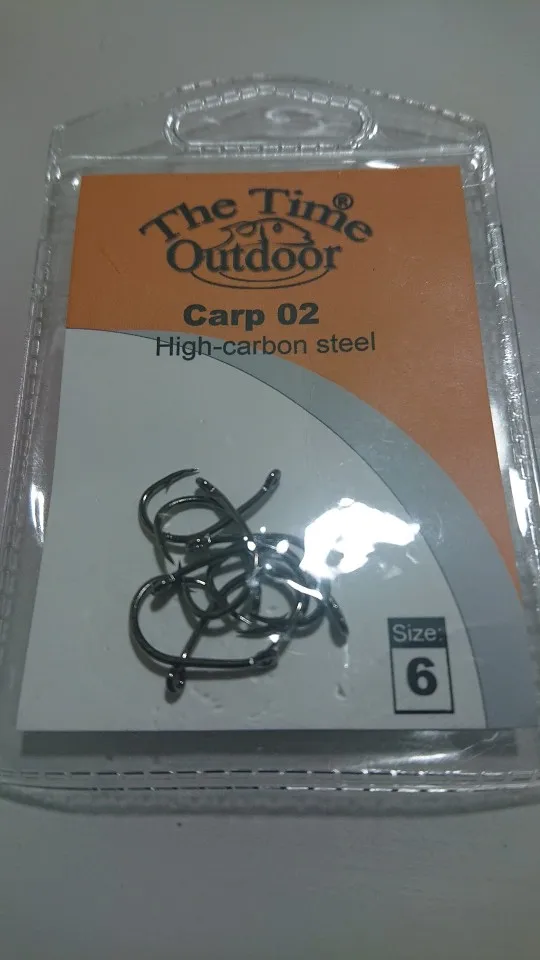 The Time®
Outdoor
Carp 02
High-carbon steel
Size:
6